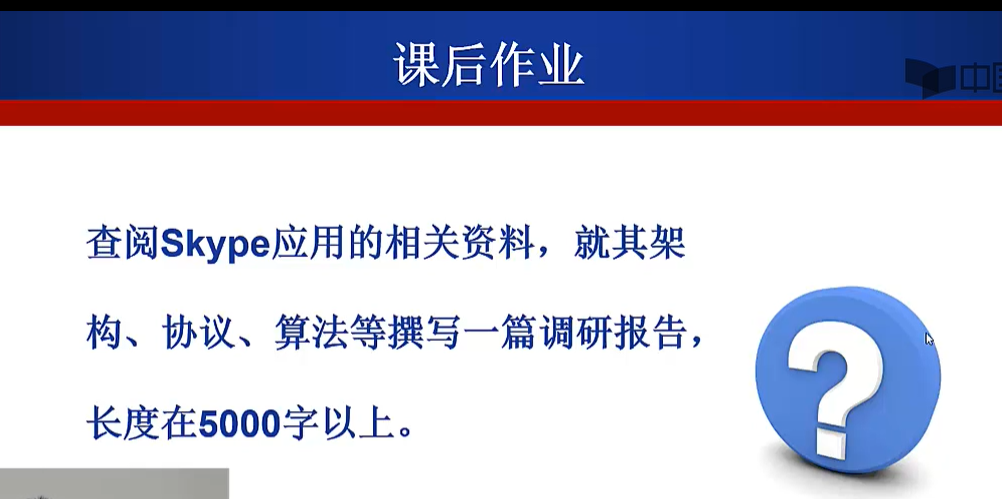 课后作业
中国
查阅Skype应用的相关资料，就其架
构、协议、算法等撰写一篇调研报告，
长度在5000字以上。
?